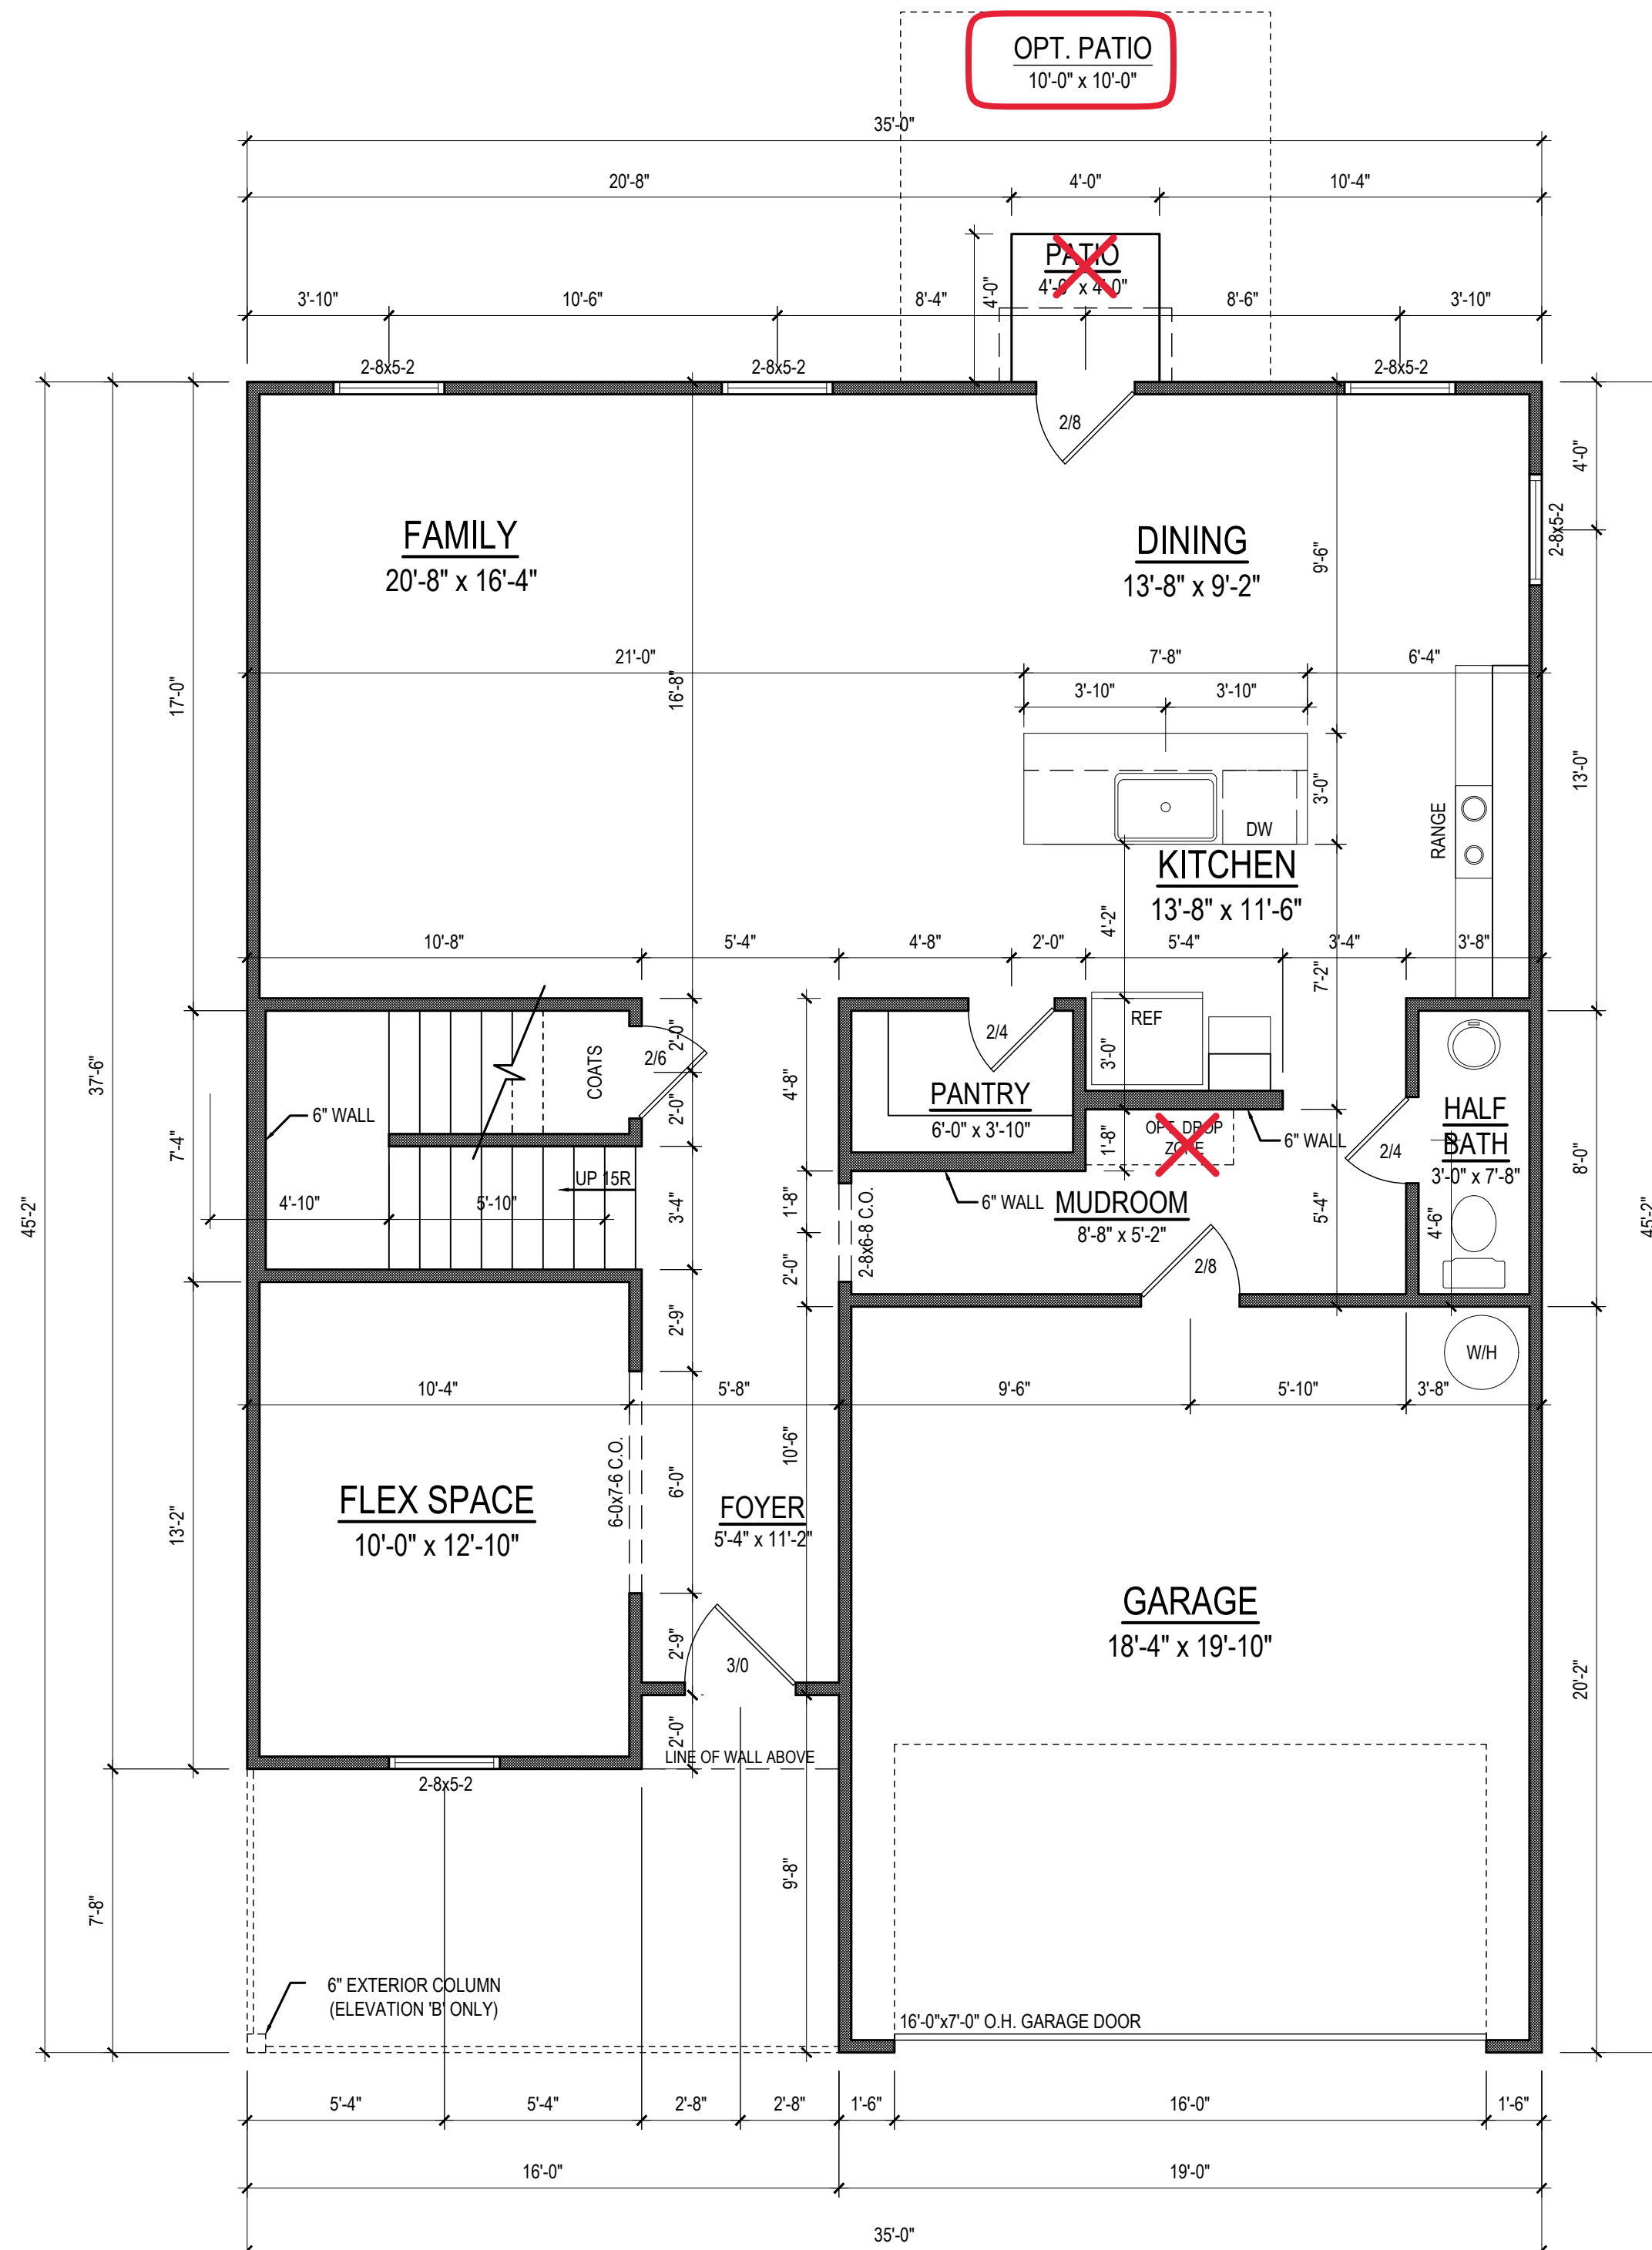 OPT. PATIO
10'-0" x 10'-0"
35'-0"
20'-8"
4'-0"
10'-4"
PATIO
4'-0" x 4'-0"
4'-0"
3'-10"
10'-6"
8'-4"
8'-6"
3'-10"
2-8x5-2
2-8x5-2
2-8x5-2
2/8
4'-0"
2-8x5-2
FAMILY
20'-8" x 16'-4"
DINING
13'-8" x 9'-2"
9'-6"
21'-0"
7'-8"
6'-4"
17'-0"
16'-8"
3'-10"
3'-10"
3'-0"
13'-0"
DW
RANGE
KITCHEN
13'-8" x 11'-6"
4'-2"
10'-8"
5'-4"
4'-8"
2'-0"
5'-4"
3'-4"
3'-8"
7'-2"
37'-6"
COATS
2/6
2'-0"
2'-0"
4'-8"
2/4
REF
3'-0"
PANTRY
6'-0" x 3'-10"
6" WALL
OPT. DROP
ZONE
1'-8"
6" WALL
2/4
HALF
BATH
3'-0" x 7'-8"
8'-0"
7'-4"
45'-2"
45'-2"
4'-10"
5'-10"
UP 15R
3'-4"
1'-8"
6" WALL
MUDROOM
8'-8" x 5'-2"
5'-4"
4'-6"
2'-0"
2-8x6-8 C.O.
2/8
2'-9"
W/H
10'-4"
5'-8"
9'-6"
5'-10"
3'-8"
10'-6"
6-0x7-6 C.O.
6'-0"
FLEX SPACE
10'-0" x 12'-10"
FOYER
5'-4" x 11'-2"
13'-2"
GARAGE
18'-4" x 19'-10"
2'-9"
3/0
20'-2"
2'-0"
LINE OF WALL ABOVE
2-8x5-2
9'-8"
7'-8"
6" EXTERIOR COLUMN
(ELEVATION 'B' ONLY)
16'-0"x7'-0" O.H. GARAGE DOOR
5'-4"
5'-4"
2'-8"
2'-8"
1'-6"
16'-0"
1'-6"
16'-0"
19'-0"
35'-0"